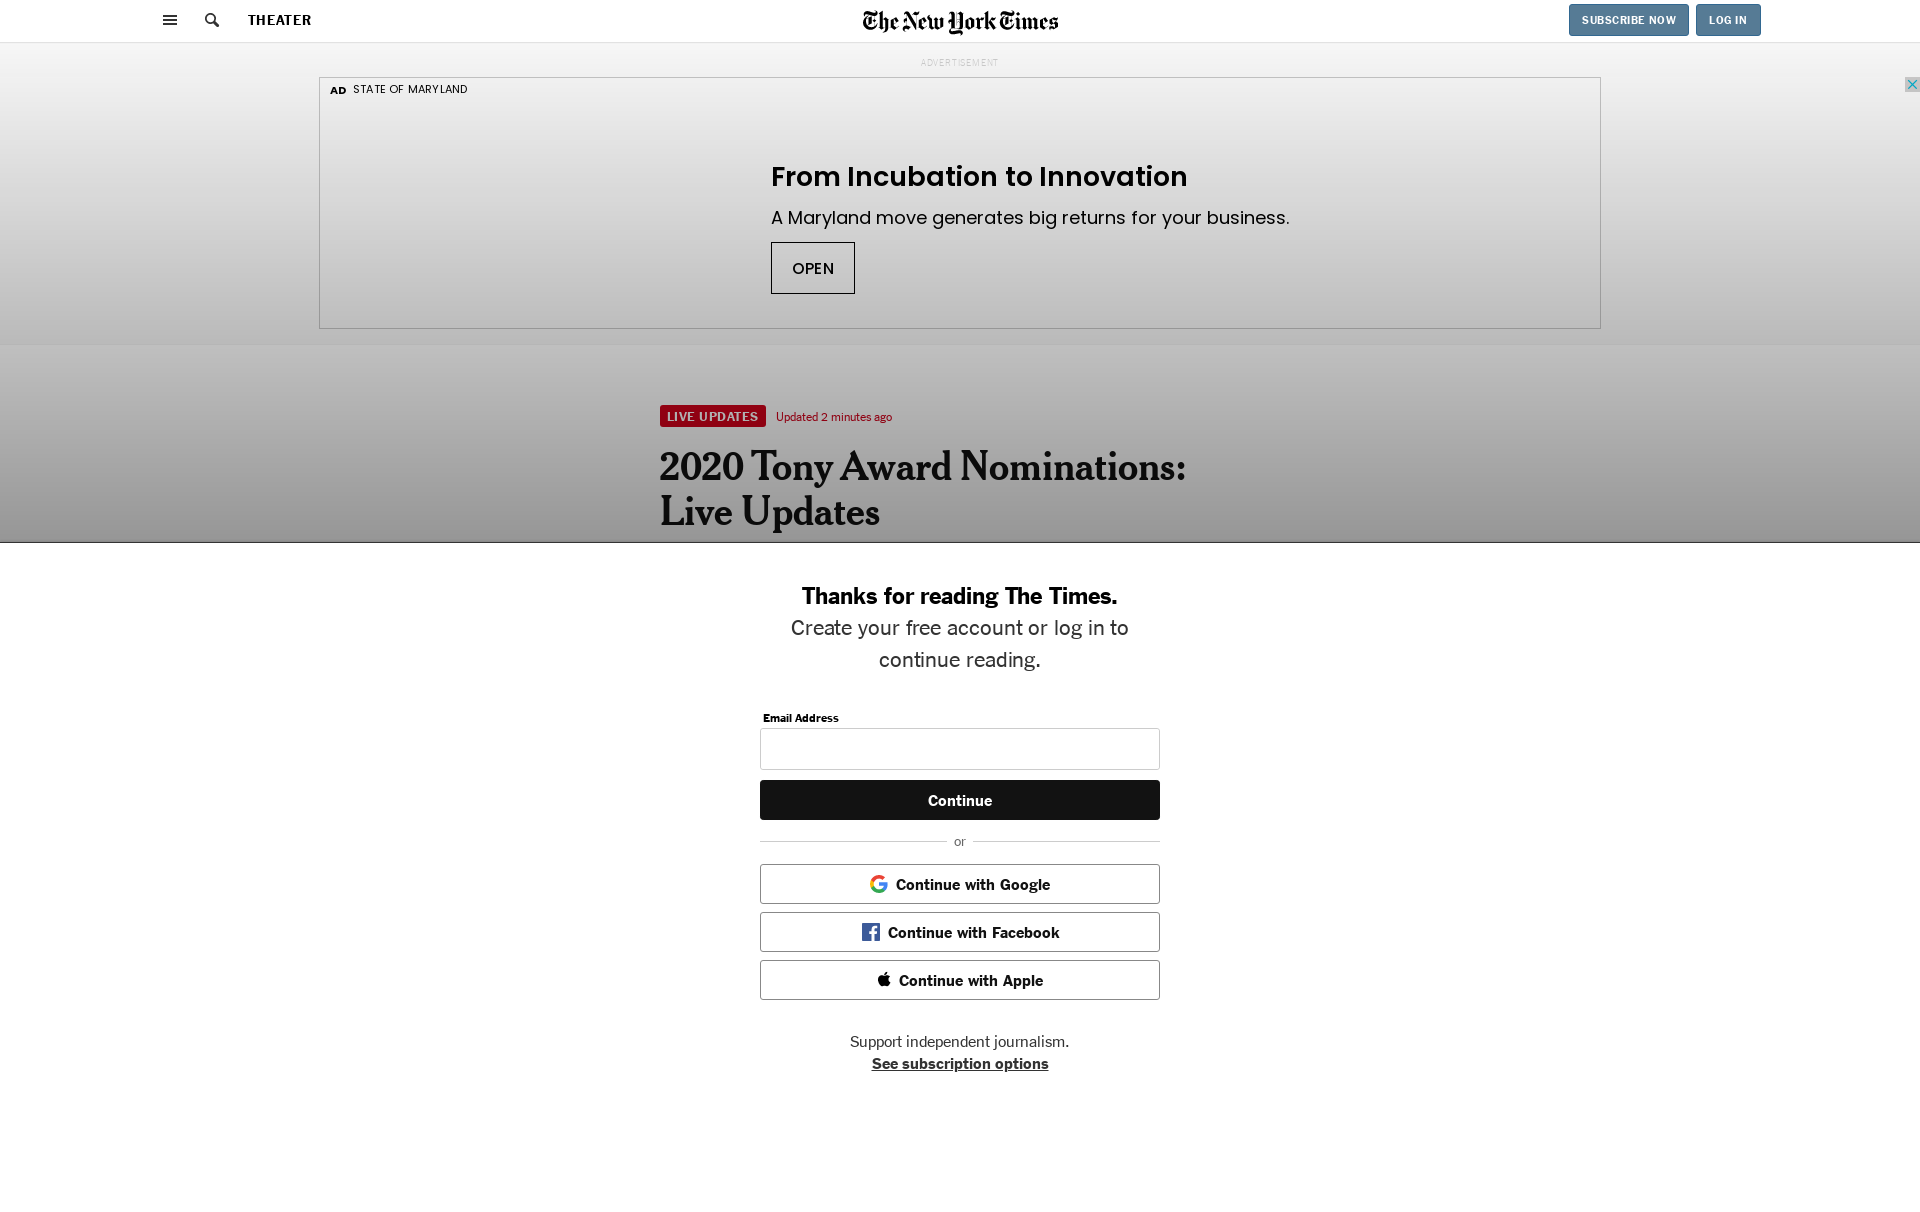 THEATER
The New York Times
SUBSCRIBE NOW
LOG IN
ADVERTISEMENT
AD STATE OF MARYLAND
From Incubation to Innovation
A Maryland move generates big returns for your business.
OPEN
LIVE UPDATES Updated 2 minutes ago
2020 Tony Award Nominations:
Live Updates
Thanks for reading The Times.
Create your free account or log in to
continue reading.
Email Address
Continue
or
Continue with Google
Continue with Facebook
Continue with Apple
Support independent journalism.
See subscription options